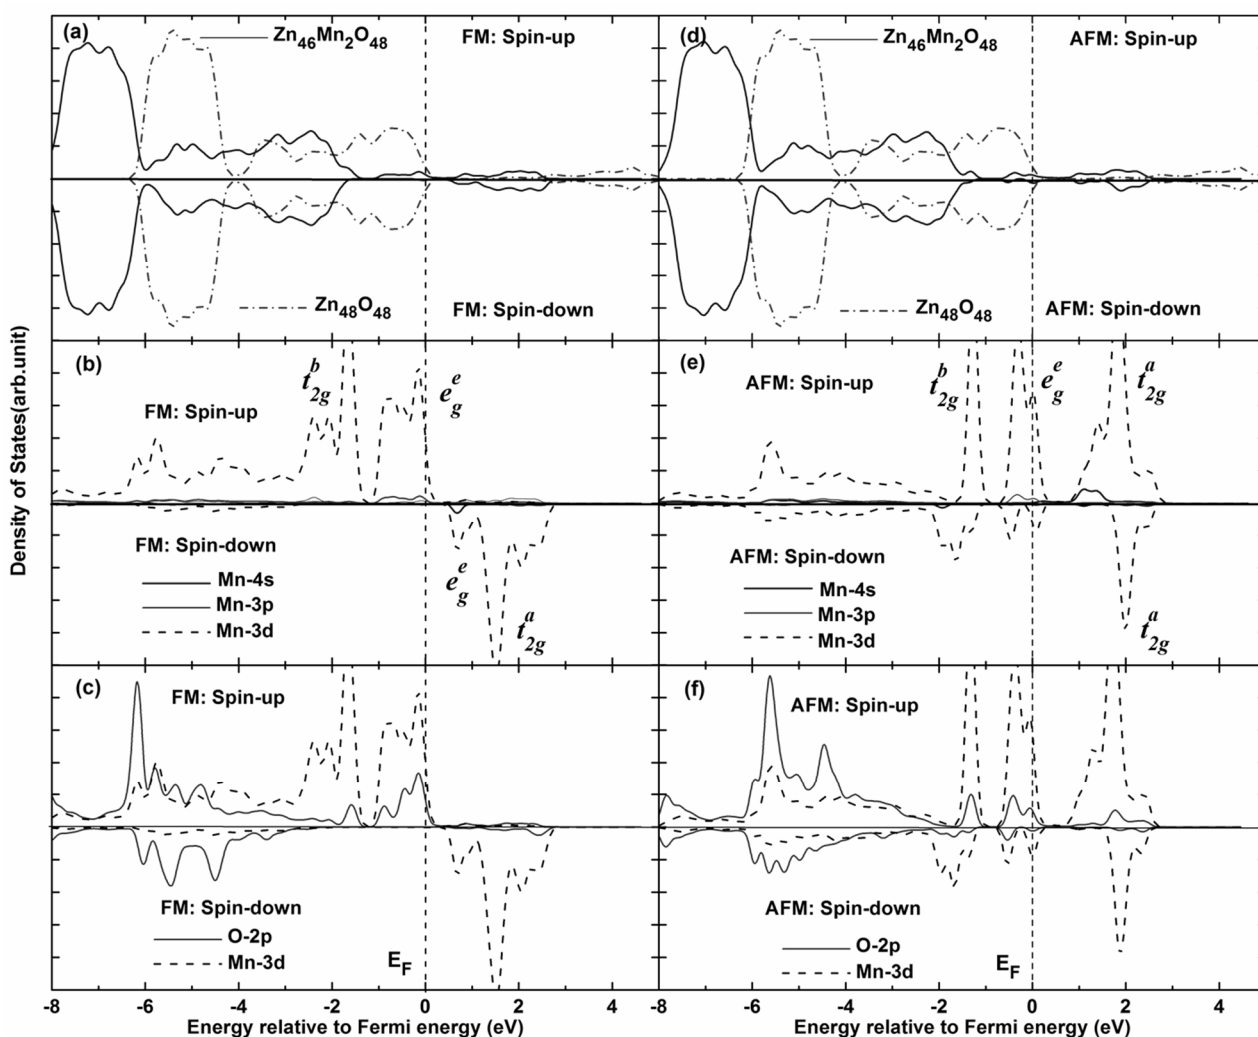 (a)
Zn46Mn2O48
FM: Spin-up
Zn48O48
FM: Spin-down
(d)
Zn46Mn2O48
AFM: Spin-up
Zn48O48
AFM: Spin-down
Density of States(arb.unit)
(b)
FM: Spin-up
t2g^b
eg^e
FM: Spin-down
Mn-4s
Mn-3p
Mn-3d
eg^e
t2g^a
(e)
AFM: Spin-up
t2g^b
eg^e
t2g^a
AFM: Spin-down
Mn-4s
Mn-3p
Mn-3d
t2g^a
(c)
FM: Spin-up
FM: Spin-down
O-2p
Mn-3d
EF
(f)
AFM: Spin-up
AFM: Spin-down
O-2p
Mn-3d
EF
-8 -6 -4 -2 0 2 4
-8 -6 -4 -2 0 2 4
Energy relative to Fermi energy (eV)
Energy relative to Fermi energy (eV)